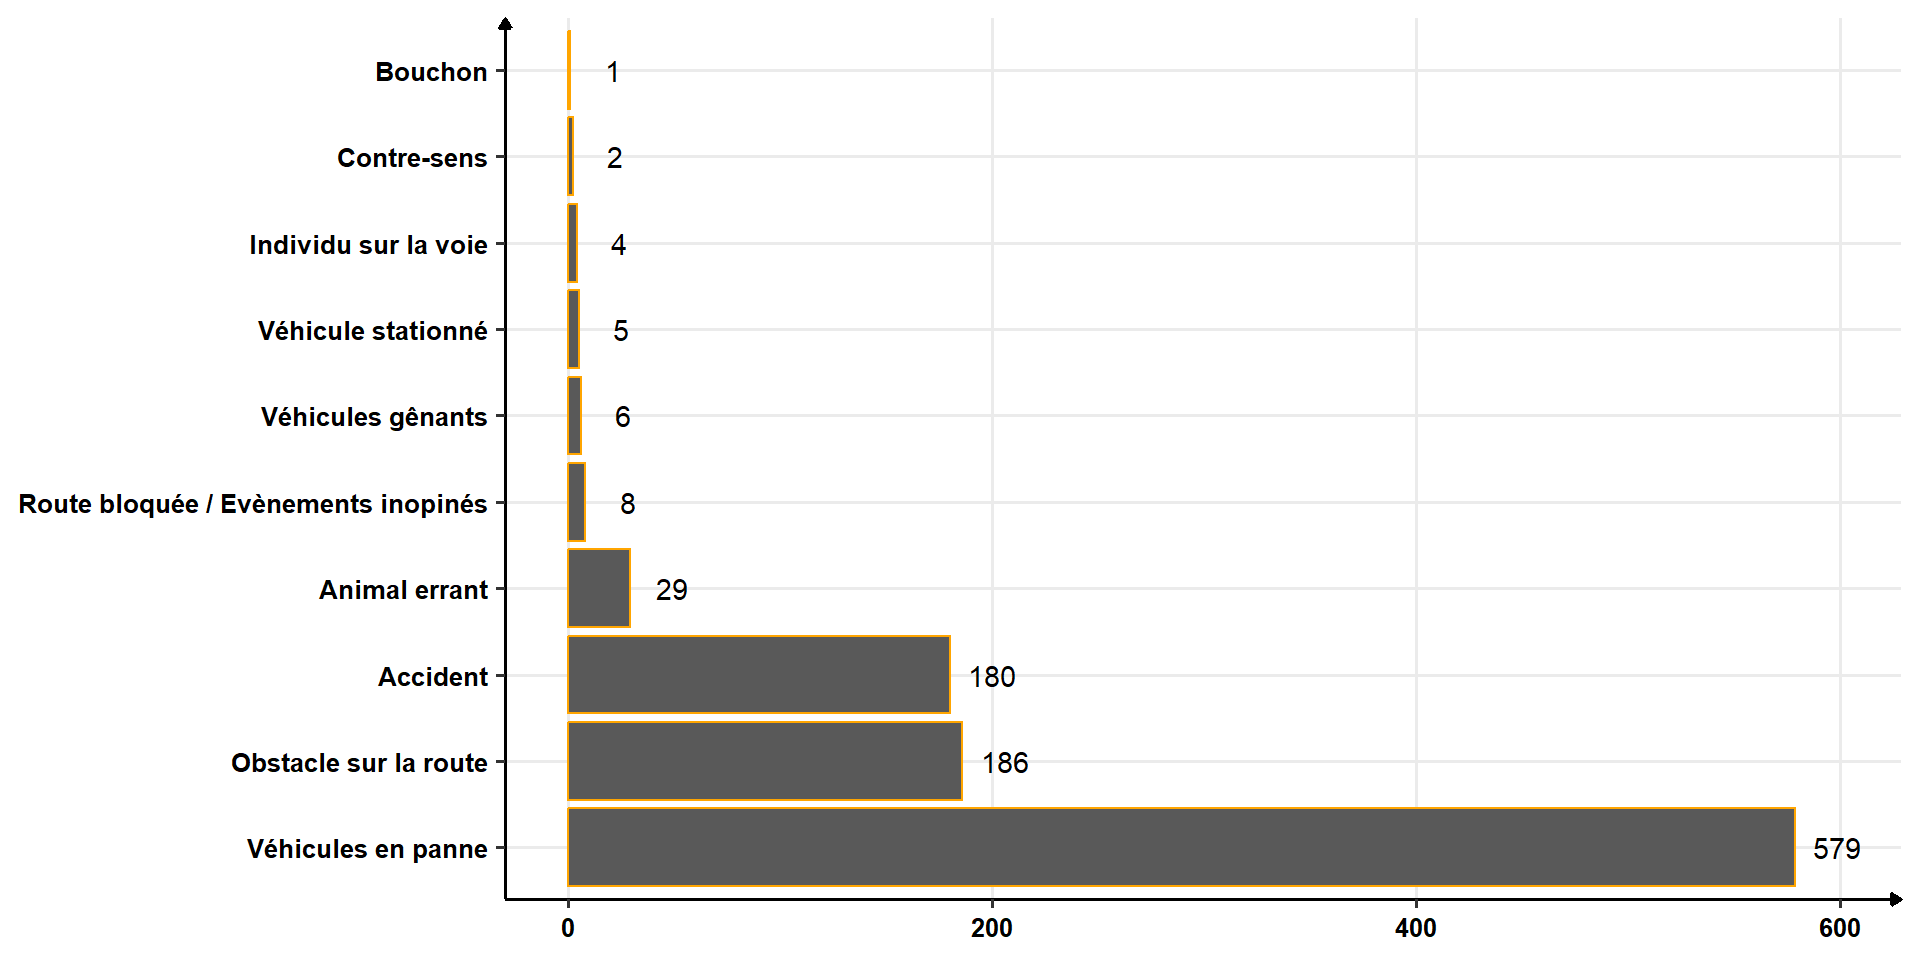 Bouchon 1
Contre-sens 2
Individu sur la voie 4
Véhicule stationné 5
Véhicules gênants 6
Route bloquée / Evènements inopinés 8
Animal errant 29
Accident 180
Obstacle sur la route 186
Véhicules en panne 579
0 200 400 600